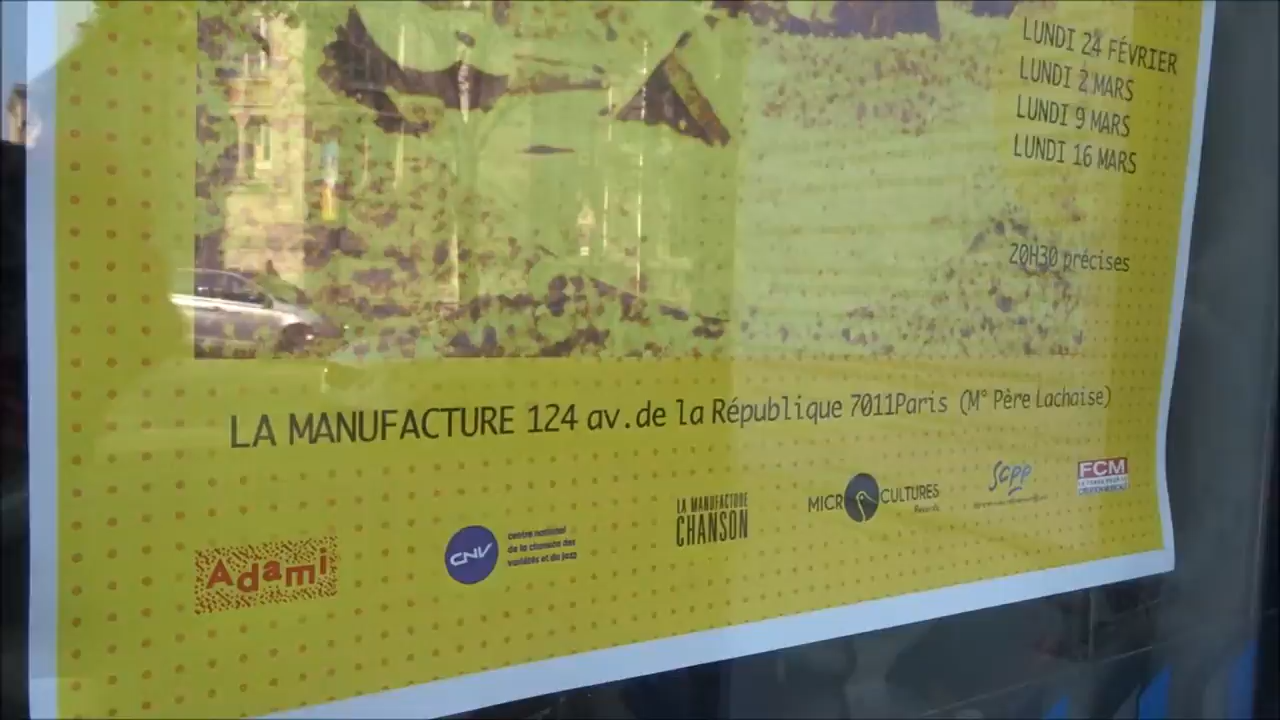 LUNDI 24 FÉVRIER
LUNDI 2 MARS
LUNDI 9 MARS
LUNDI 16 MARS
20H30 précises
LA MANUFACTURE 124 av.de la République 7011Paris (M° Père Lachaise)
Adami
CNV
centre national
de la chanson des
variétés et du jazz
LA MANUFACTURE
CHANSON
MICR CULTURES
Records
scpp
FCM